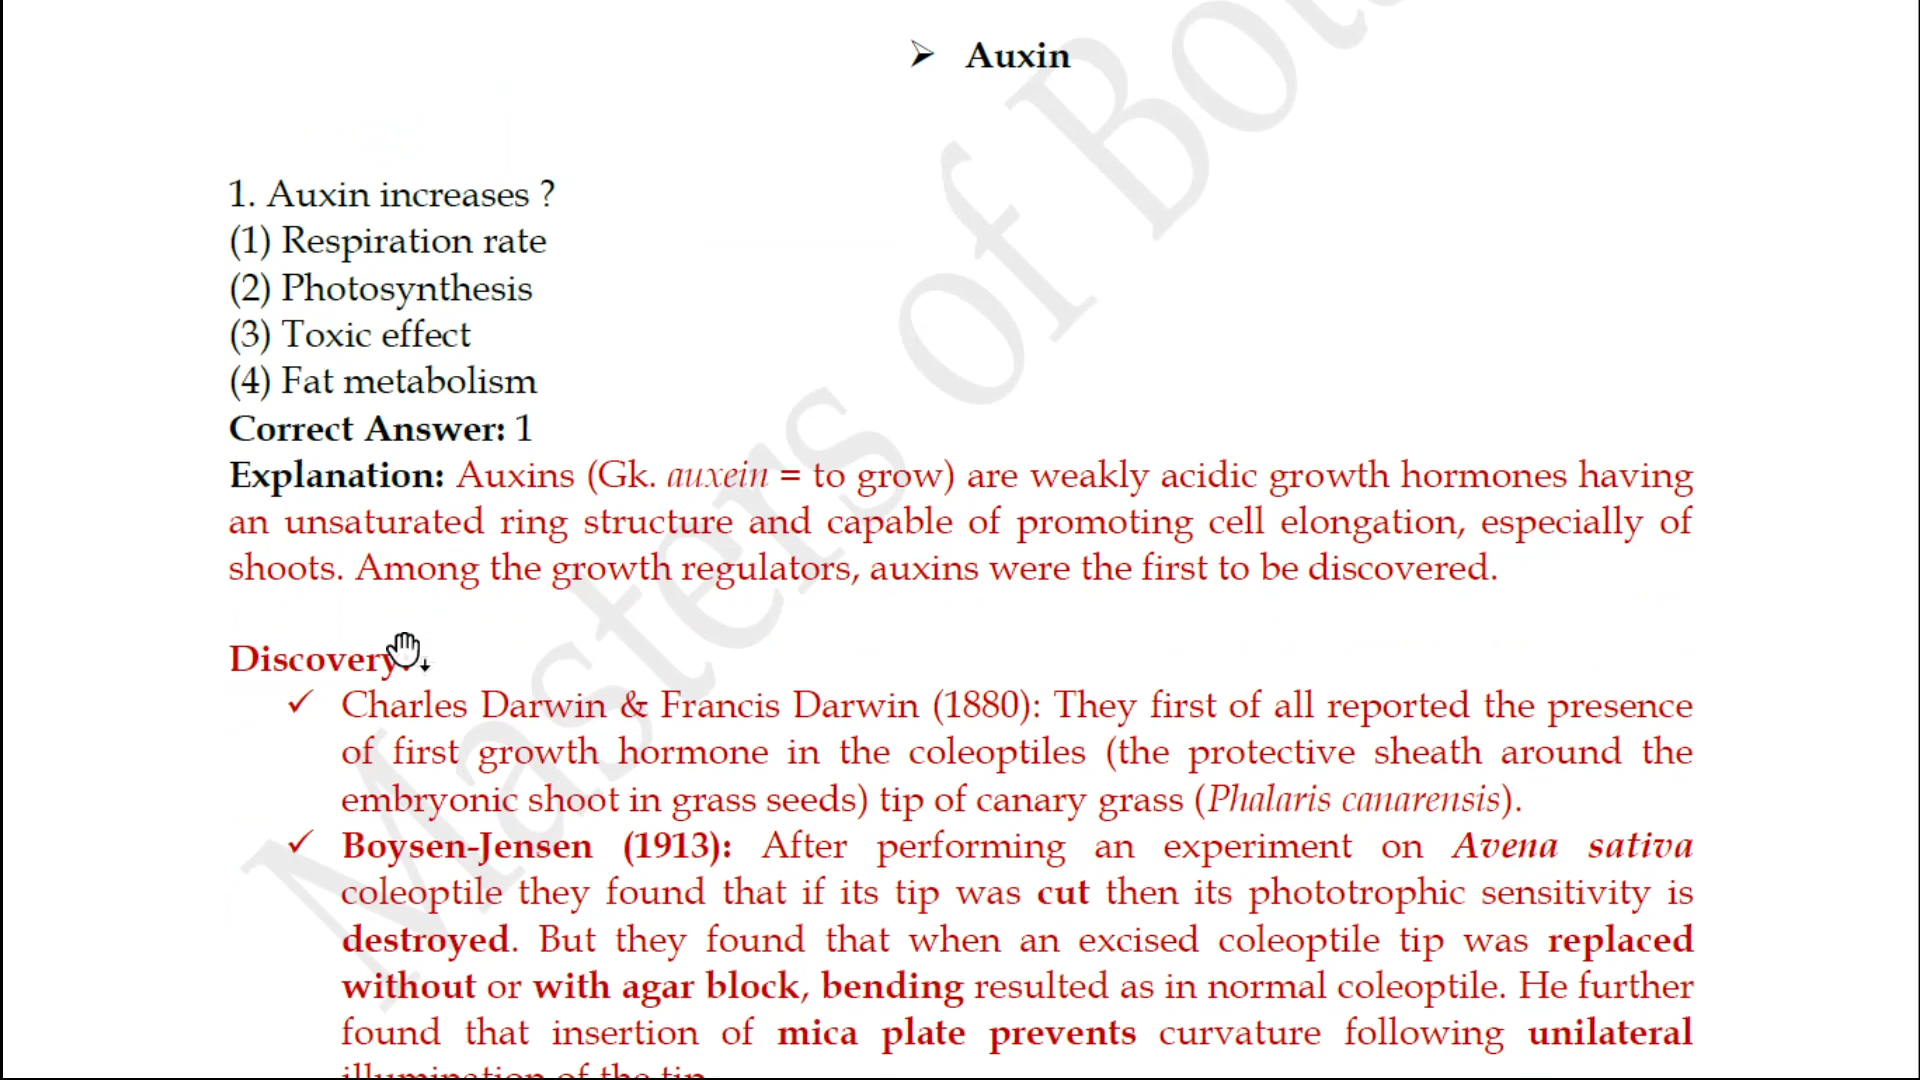 ➢ Auxin
1. Auxin increases ?
(1) Respiration rate
(2) Photosynthesis
(3) Toxic effect
(4) Fat metabolism
Correct Answer: 1
Explanation: Auxins (Gk. auxein = to grow) are weakly acidic growth hormones having
an unsaturated ring structure and capable of promoting cell elongation, especially of
shoots. Among the growth regulators, auxins were the first to be discovered.
Discovery:
✓ Charles Darwin & Francis Darwin (1880): They first of all reported the presence
of first growth hormone in the coleoptiles (the protective sheath around the
embryonic shoot in grass seeds) tip of canary grass (Phalaris canarensis).
✓ Boysen-Jensen (1913): After performing an experiment on Avena sativa
coleoptile they found that if its tip was cut then its phototrophic sensitivity is
destroyed. But they found that when an excised coleoptile tip was replaced
without or with agar block, bending resulted as in normal coleoptile. He further
found that insertion of mica plate prevents curvature following unilateral
illumination of the tip.
Masters of